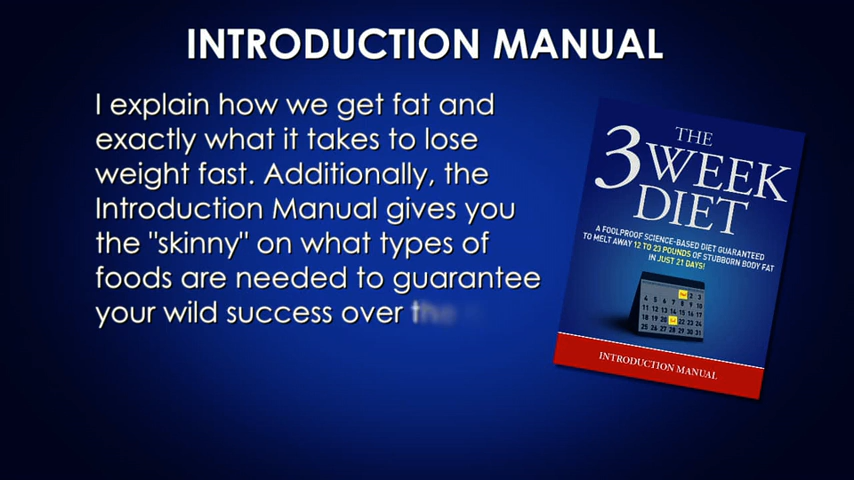 INTRODUCTION MANUAL
I explain how we get fat and
exactly what it takes to lose
weight fast. Additionally, the
Introduction Manual gives you
the "skinny" on what types of
foods are needed to guarantee
your wild success over the
THE
3 WEEK
DIET
A FOOLPROOF SCIENCE-BASED DIET GUARANTEED
TO MELT AWAY 12 TO 23 POUNDS OF STUBBORN BODY FAT
IN JUST 21 DAYS!
INTRODUCTION MANUAL